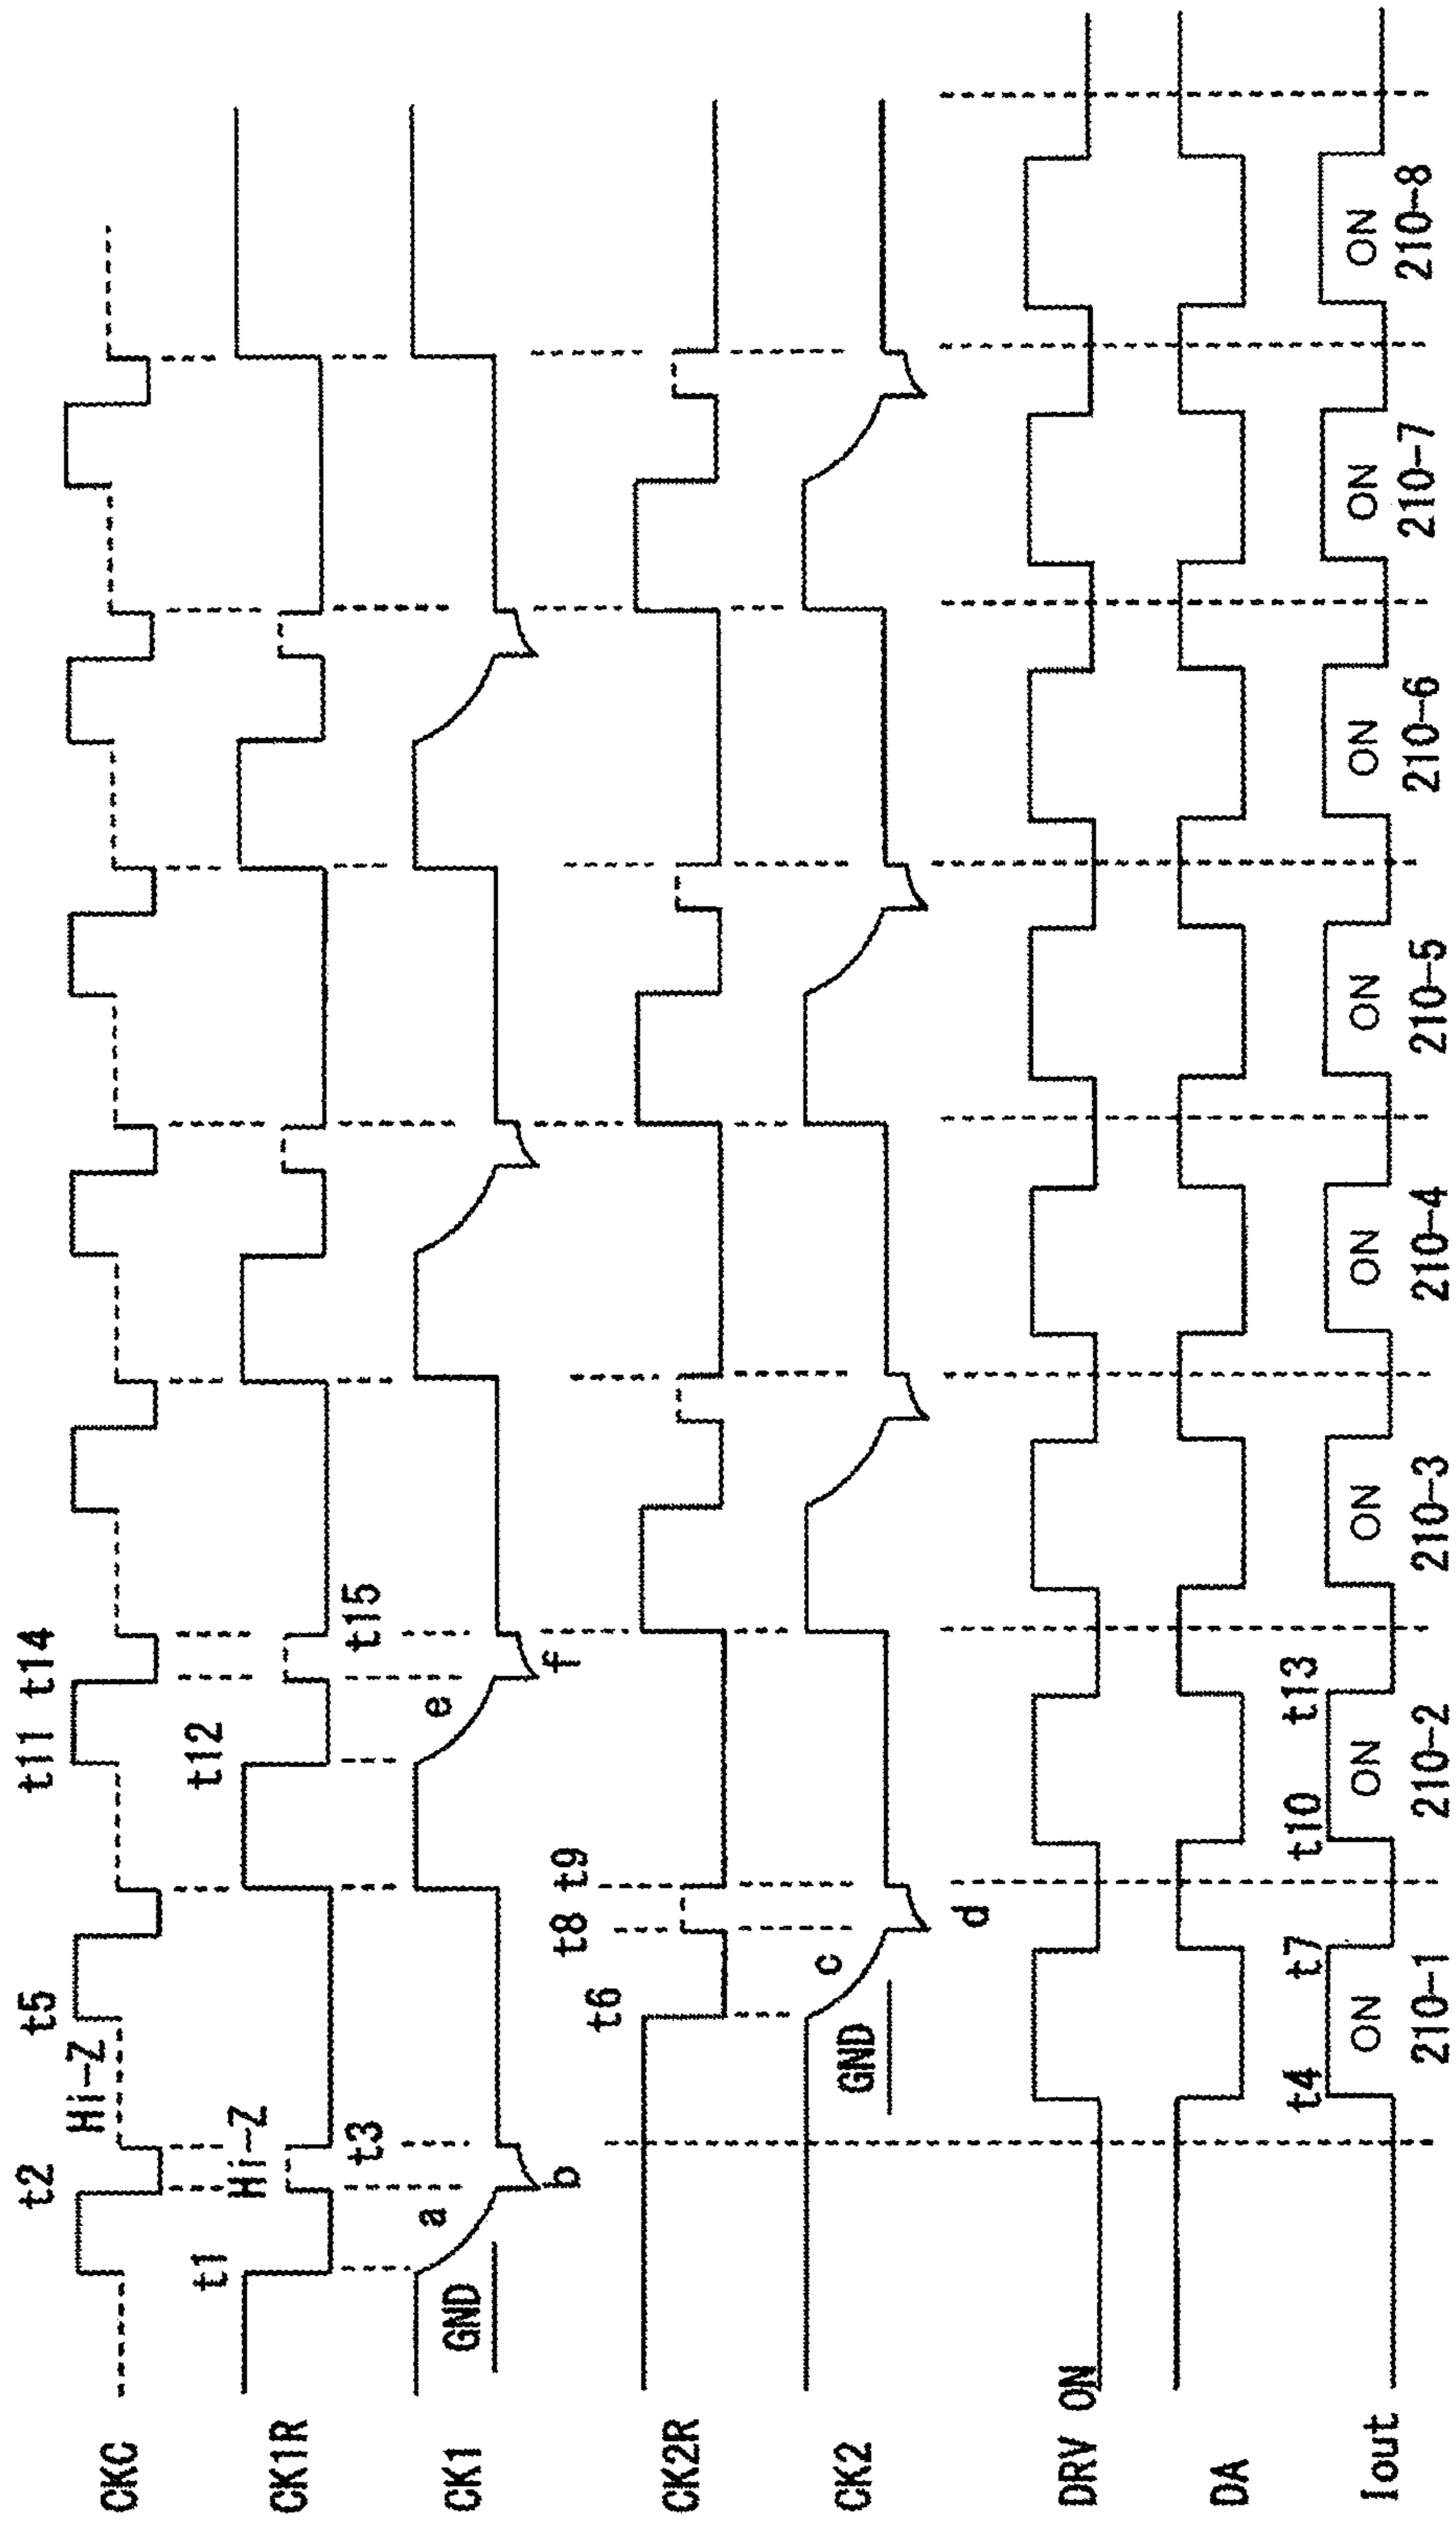 t2 t5 t11 t14
CKC Hi-Z
t1 Hi-Z t12
CK1R
t3 t15
CK1 GND a e
b f
t6 t8 t9
CK2R
CK2 GND c
d
DRV ON
DA
t4 t7 t10 t13
Iout ON ON ON ON ON ON ON ON
210-1 210-2 210-3 210-4 210-5 210-6 210-7 210-8